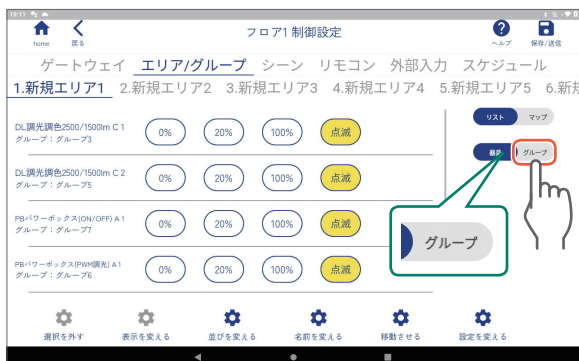 19:11
home
戻る
フロア1 制御設定
ヘルプ
保存/送信
ゲートウェイ エリア/グループ シーン リモコン 外部入力 スケジュール
1.新規エリア1 2.新規エリア2 3.新規エリア3 4.新規エリア4 5.新規エリア5 6.新規
DL調光調色2500/1500lm C 1
グループ：グループ3
0% 20% 100% 点滅
リスト マップ
器具 グループ
DL調光調色2500/1500lm C 2
グループ：グループ5
0% 20% 100% 点滅
PBパワーボックス(ON/OFF) A 1
グループ：グループ7
0% 20% 100% 点滅
グループ
PBパワーボックス(PWM調光) A 1
グループ：グループ6
0% 20% 100% 点滅
選択を外す 表示を変える 並びを変える 名前を変える 移動させる 設定を変える